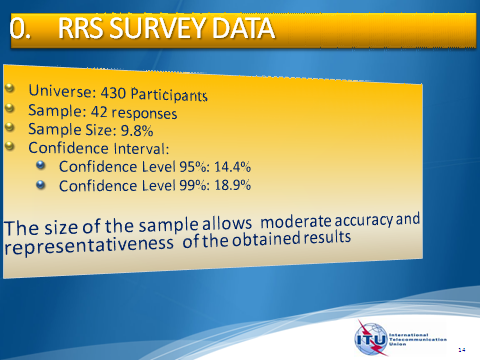 0. RRS SURVEY DATA
Universe: 430 Participants
Sample: 42 responses
Sample Size: 9.8%
Confidence Interval:
Confidence Level 95%: 14.4%
Confidence Level 99%: 18.9%
The size of the sample allows moderate accuracy and
representativeness of the obtained results
ITU
International
Telecommunication
Union
14